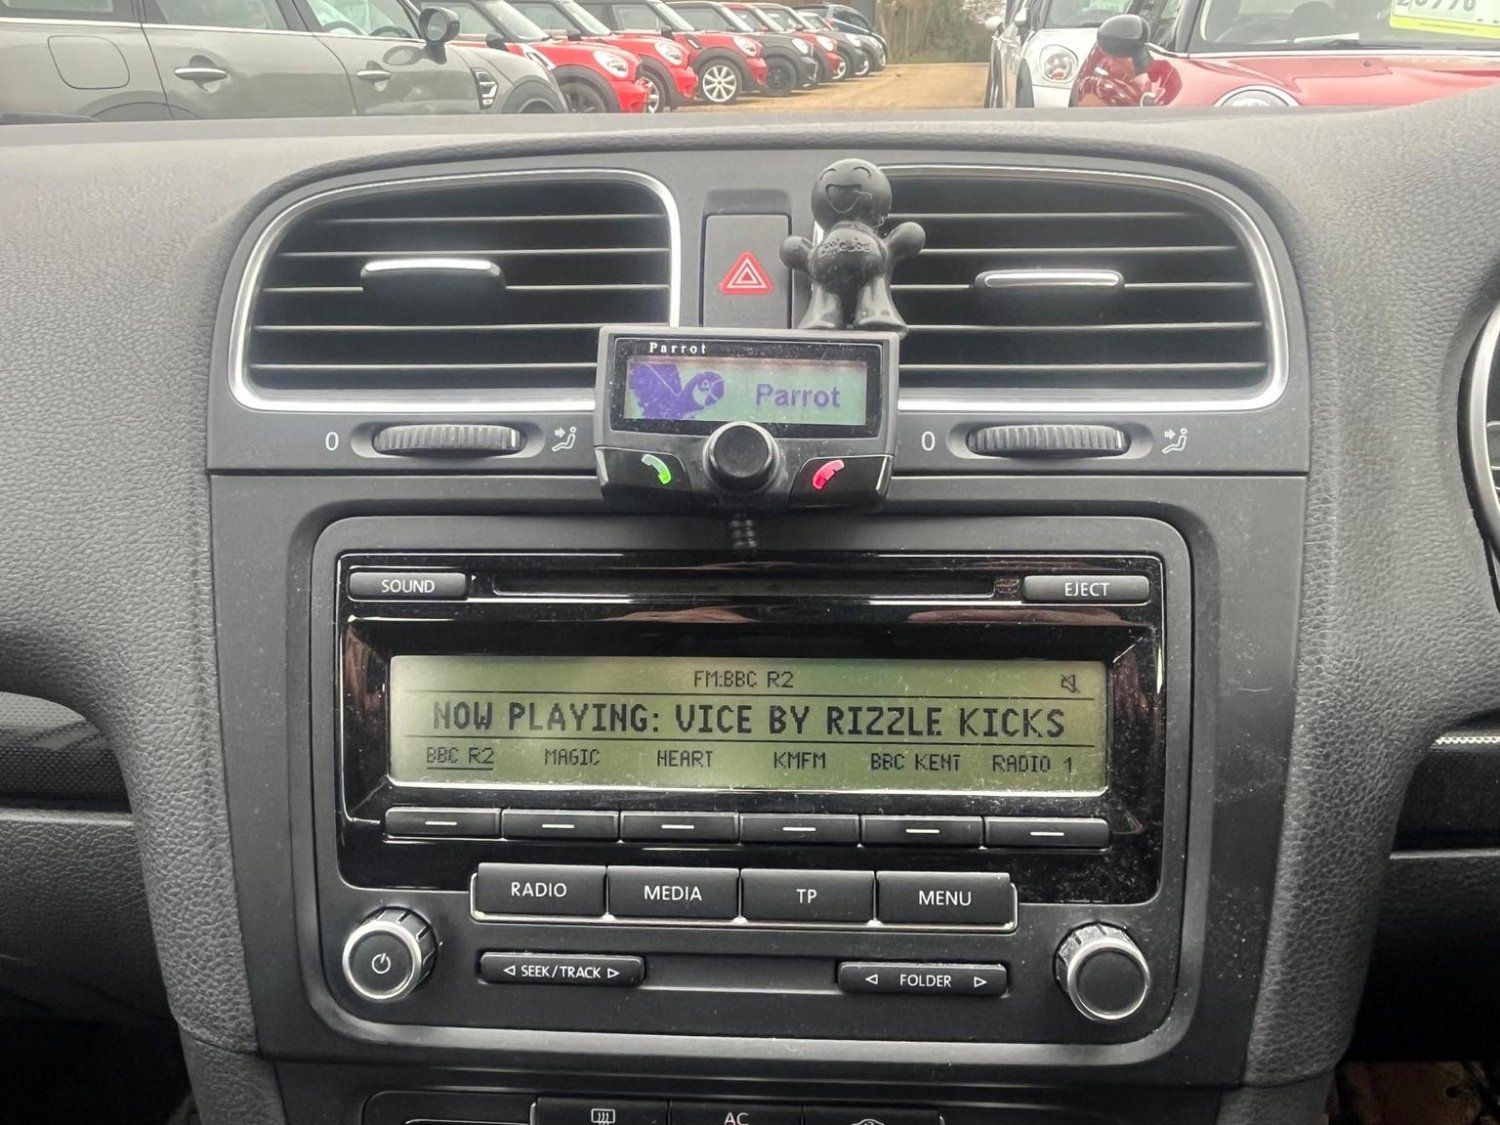 Parrot
Parrot
0
0
SOUND
EJECT
FM:BBC R2
NOW PLAYING: VICE BY RIZZLE KICKS
BBC R2 MAGIC HEART KMFM BBC KENT RADIO 1
RADIO MEDIA TP MENU
SEEK/TRACK
FOLDER
AC